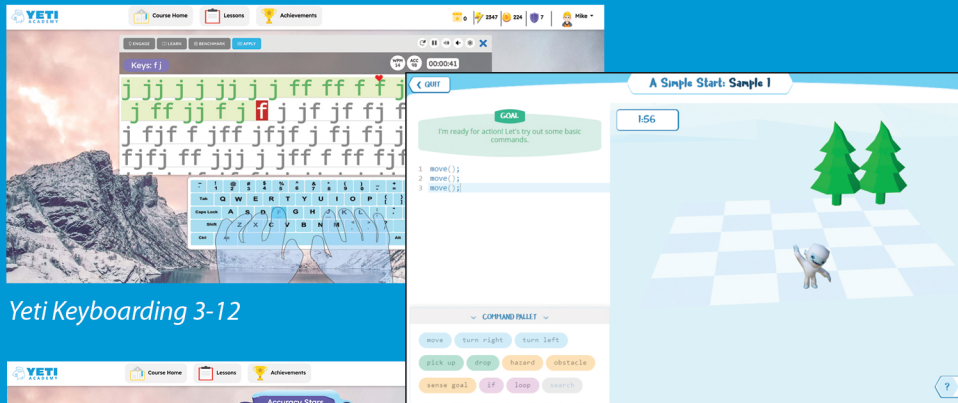 YETI
ACADEMY
Course Home
Lessons
Achievements
0
2347
224
7
Mike
ENGAGE
LEARN
BENCHMARK
APPLY
Keys: f j
WPM
14
ACC
98
00:00:41
j jj j j jj j j ff ff f f j
j ff jj f j f j jf j f j j
j fjf f jff jfjf j fj fj j
fjfj ff jjj j jff f ff jf
Tab Q W E R T Y U I O P
Caps Lock A S D F G H J K L
Shift Z X C V B N M
Ctrl Alt Alt
Yeti Keyboarding 3-12
YETI
ACADEMY
Course Home
Lessons
Achievements
Accuracy Stars
QUIT
A Simple Start: Sample 1
GOAL
I'm ready for action! Let's try out some basic
commands.
1 move();
2 move();
3 move();
COMMAND PALLET
move turn right turn left
pick up drop hazard obstacle
sense goal if loop search
1:56
?